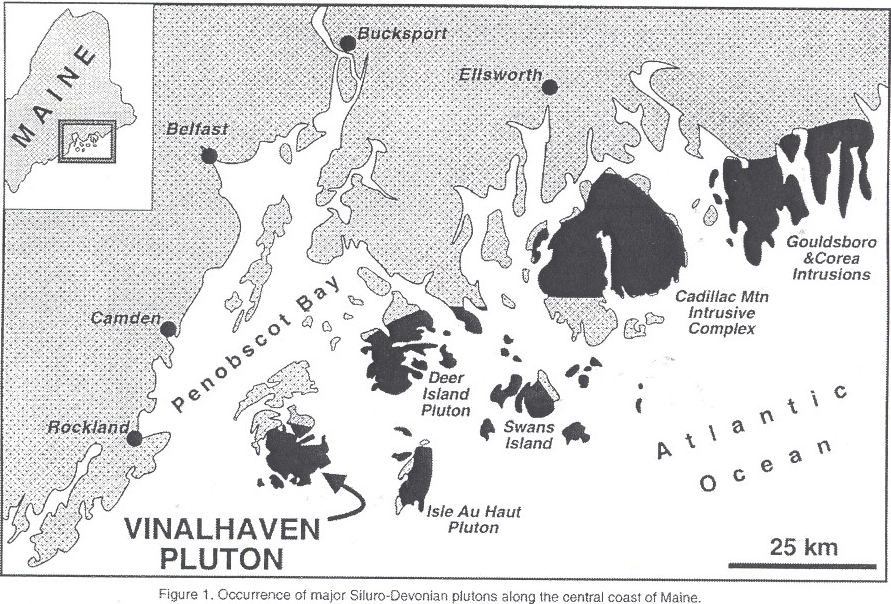 MAINE
Bucksport
Ellsworth
Belfast
Gouldsboro
&Corea
Intrusions
Cadillac Mtn
Intrusive
Complex
Camden
Penobscot Bay
Deer
Island
Pluton
Swans
Island
Rockland
Atlantic
Ocean
Isle Au Haut
Pluton
VINALHAVEN
PLUTON
25 km
Figure 1. Occurrence of major Siluro-Devonian plutons along the central coast of Maine.